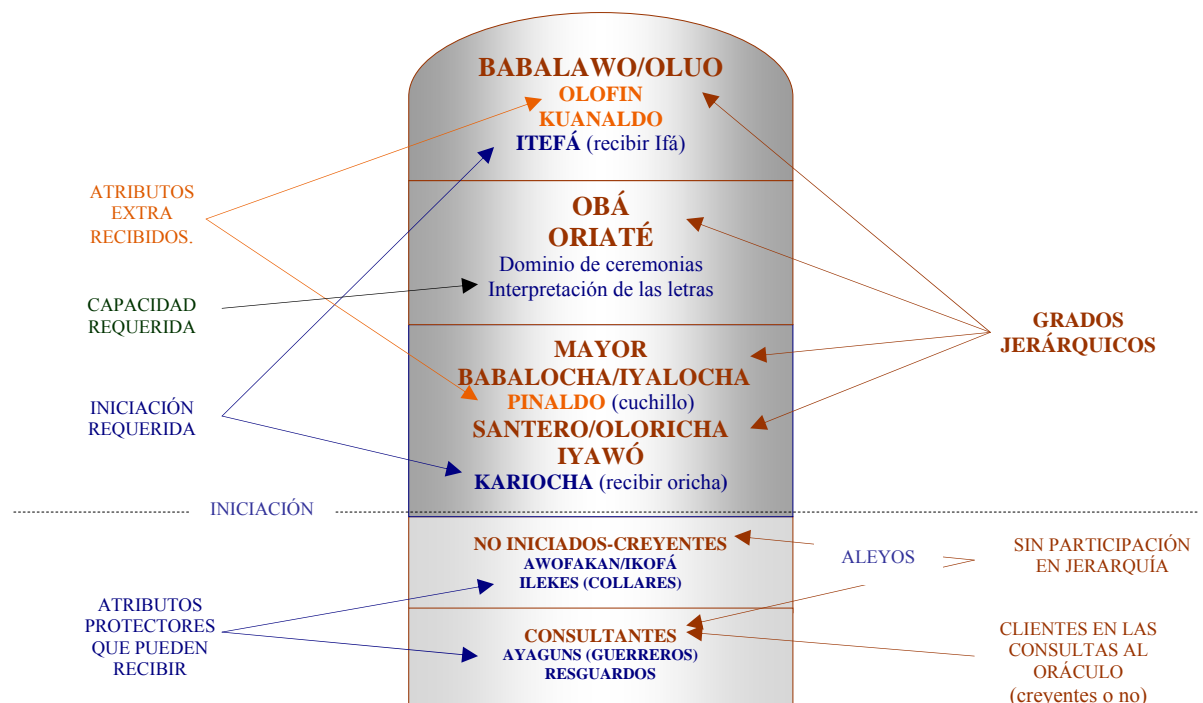 BABALAWO/OLUO
OLOFIN
KUANALDO
ITEFÁ (recibir Ifá)
ATRIBUTOS
EXTRA
RECIBIDOS.
OBÁ
ORIATÉ
Dominio de ceremonias
Interpretación de las letras
CAPACIDAD
REQUERIDA
GRADOS
JERÁRQUICOS
MAYOR
BABALOCHA/IYALOCHA
PINALDO (cuchillo)
SANTERO/OLORICHA
IYAWÓ
KARIOCHA (recibir oricha)
INICIACIÓN
REQUERIDA
INICIACIÓN
NO INICIADOS-CREYENTES
AWOFAKAN/IKOFÁ
ILEKES (COLLARES)
ALEYOS
SIN PARTICIPACIÓN
EN JERARQUÍA
ATRIBUTOS
PROTECTORES
QUE PUEDEN
RECIBIR
CONSULTANTES
AYAGUNS (GUERREROS)
RESGUARDOS
CLIENTES EN LAS
CONSULTAS AL
ORÁCULO
(creyentes o no)